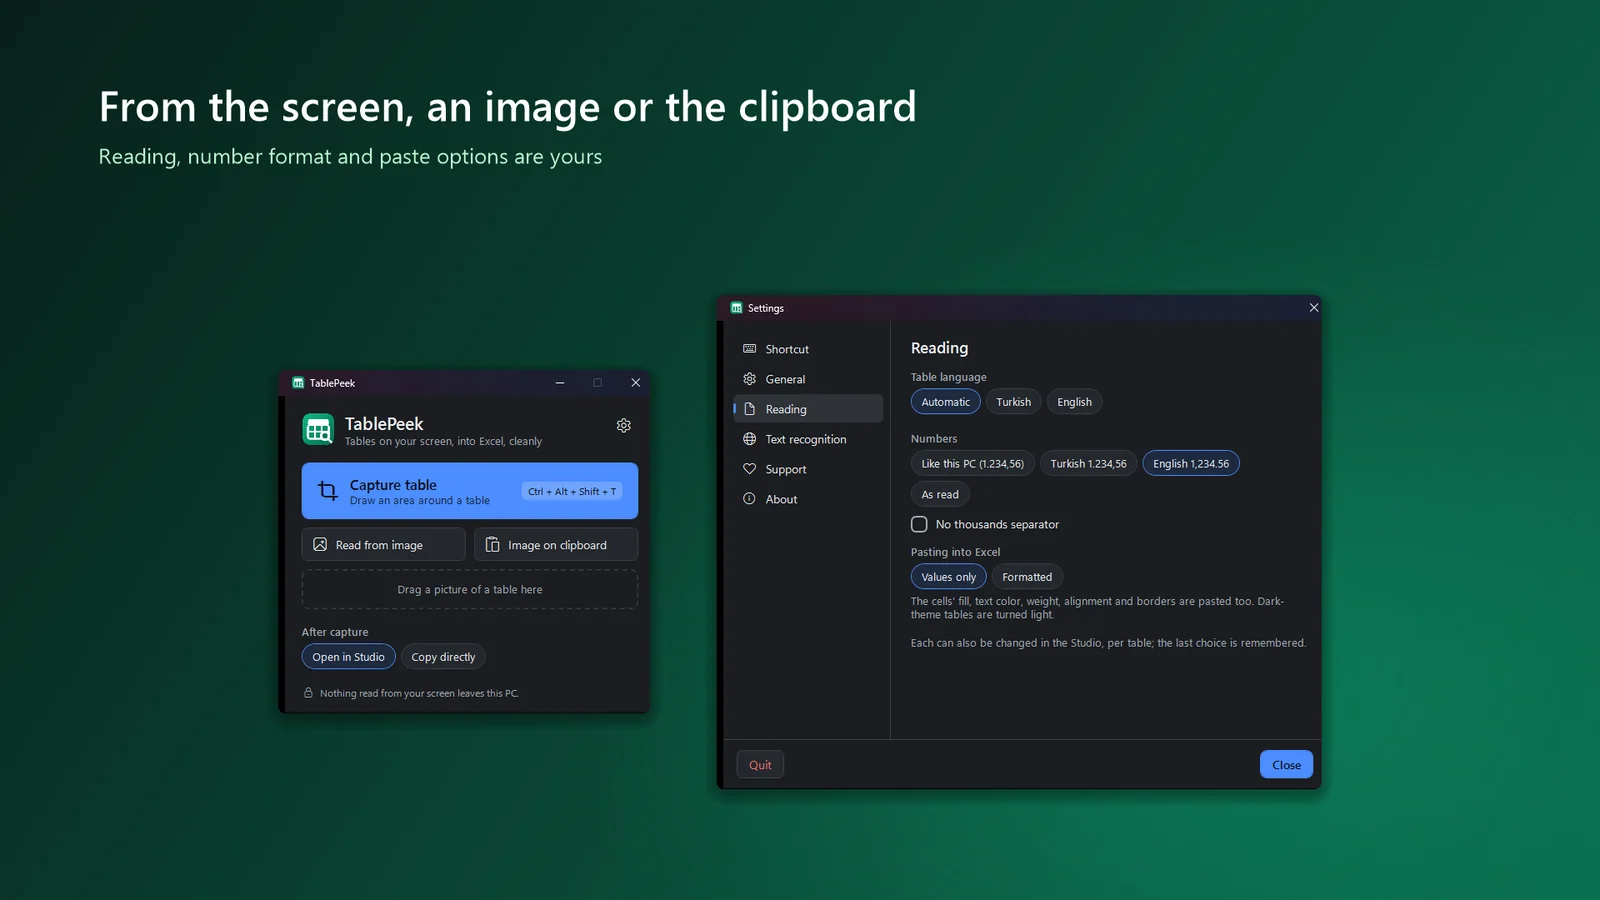 From the screen, an image or the clipboard
Reading, number format and paste options are yours
TablePeek
TablePeek
Tables on your screen, into Excel, cleanly
Capture table
Draw an area around a table
Ctrl + Alt + Shift + T
Read from image
Image on clipboard
Drag a picture of a table here
After capture
Open in Studio
Copy directly
Nothing read from your screen leaves this PC.
Settings
Shortcut
General
Reading
Text recognition
Support
About
Reading
Table language
Automatic
Turkish
English
Numbers
Like this PC (1.234,56)
Turkish 1.234,56
English 1,234.56
As read
No thousands separator
Pasting into Excel
Values only
Formatted
The cells' fill, text color, weight, alignment and borders are pasted too. Dark-
theme tables are turned light.
Each can also be changed in the Studio, per table; the last choice is remembered.
Quit
Close